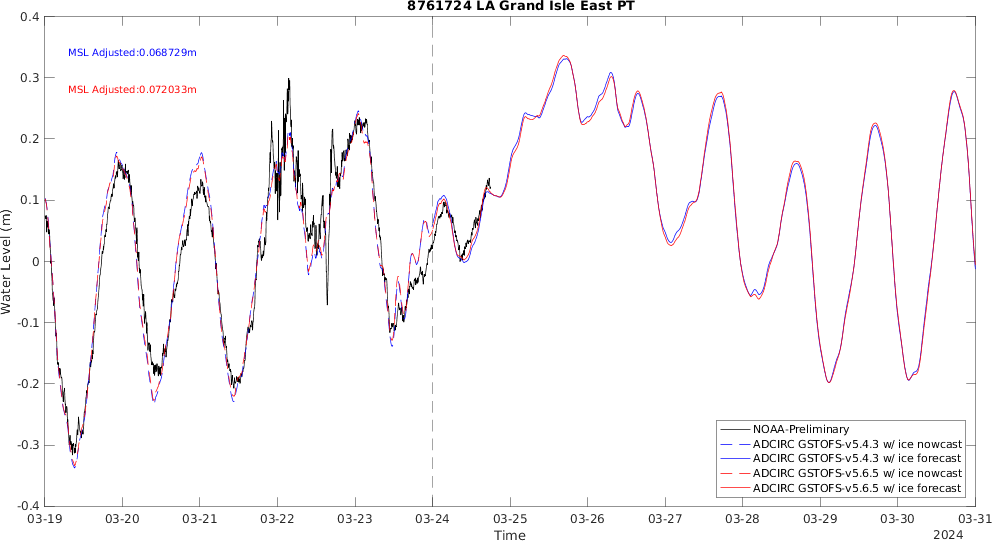 8761724 LA Grand Isle East PT
MSL Adjusted:0.068729m
MSL Adjusted:0.072033m
Water Level (m)
0.4
0.3
0.2
0.1
0
-0.1
-0.2
-0.3
-0.4
NOAA-Preliminary
ADCIRC GSTOFS-v5.4.3 w/ ice nowcast
ADCIRC GSTOFS-v5.4.3 w/ ice forecast
ADCIRC GSTOFS-v5.6.5 w/ ice nowcast
ADCIRC GSTOFS-v5.6.5 w/ ice forecast
03-19 03-20 03-21 03-22 03-23 03-24 03-25 03-26 03-27 03-28 03-29 03-30 03-31
Time
2024